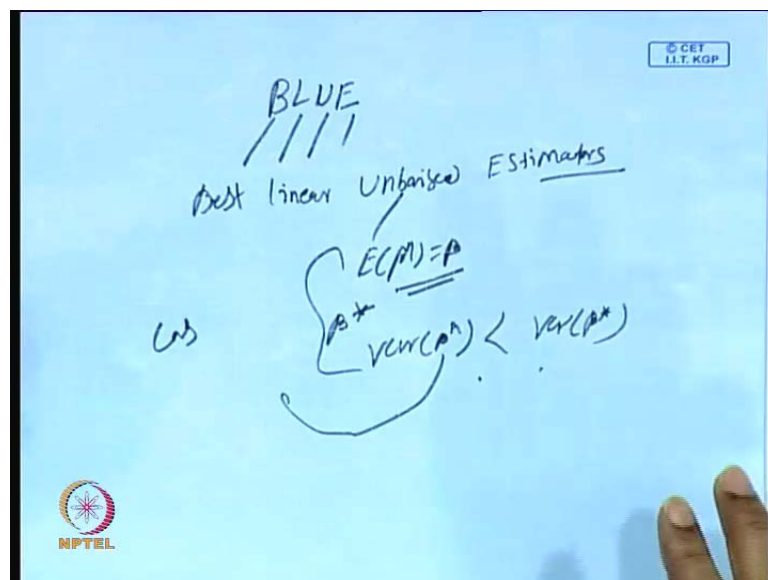 © CET
I.I.T. KGP
BLUE
Best linear Unbaised Estimators
E(β^)=β
β*
var(β^) < var(β*)
NPTEL